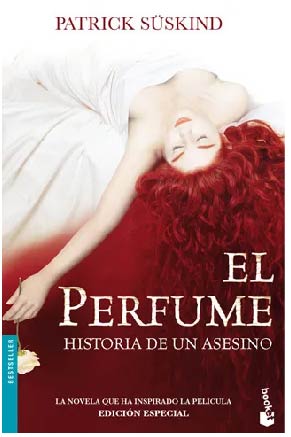 PATRICK SÜSKIND
EL
PERFUME
HISTORIA DE UN ASESINO
BESTSELLER
LA NOVELA QUE HA INSPIRADO LA PELÍCULA
EDICIÓN ESPECIAL
booket